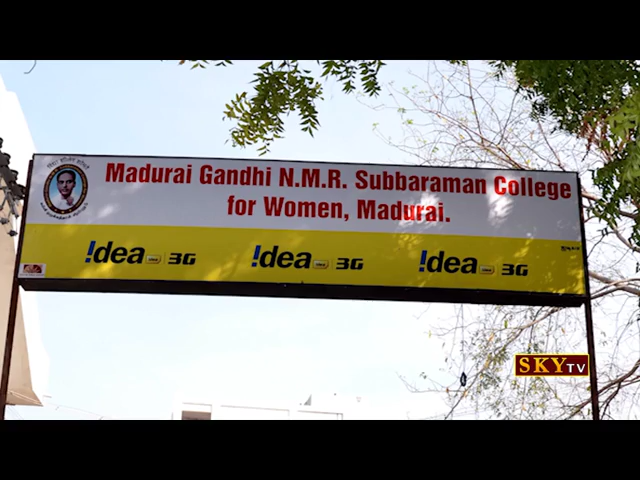 Madurai Gandhi N.M.R. Subbaraman College
for Women, Madurai.
!dea 3G !dea 3G !dea 3G
SKY TV